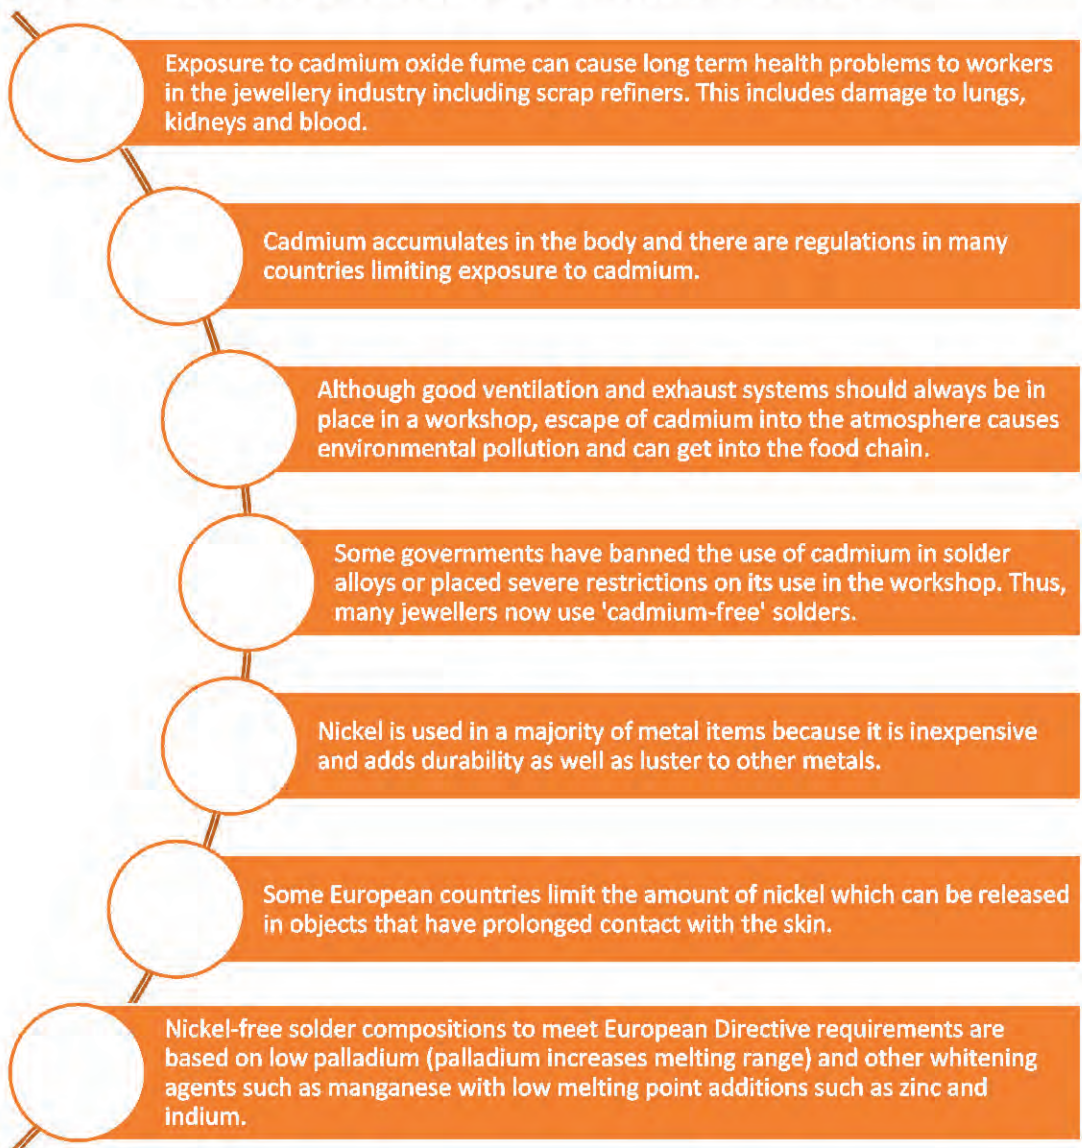 Exposure to cadmium oxide fume can cause long term health problems to workers
in the jewellery industry including scrap refiners. This includes damage to lungs,
kidneys and blood.
Cadmium accumulates in the body and there are regulations in many
countries limiting exposure to cadmium.
Although good ventilation and exhaust systems should always be in
place in a workshop, escape of cadmium into the atmosphere causes
environmental pollution and can get into the food chain.
Some governments have banned the use of cadmium in solder
alloys or placed severe restrictions on its use in the workshop. Thus,
many jewellers now use 'cadmium-free' solders.
Nickel is used in a majority of metal items because it is inexpensive
and adds durability as well as luster to other metals.
Some European countries limit the amount of nickel which can be released
in objects that have prolonged contact with the skin.
Nickel-free solder compositions to meet European Directive requirements are
based on low palladium (palladium increases melting range) and other whitening
agents such as manganese with low melting point additions such as zinc and
indium.